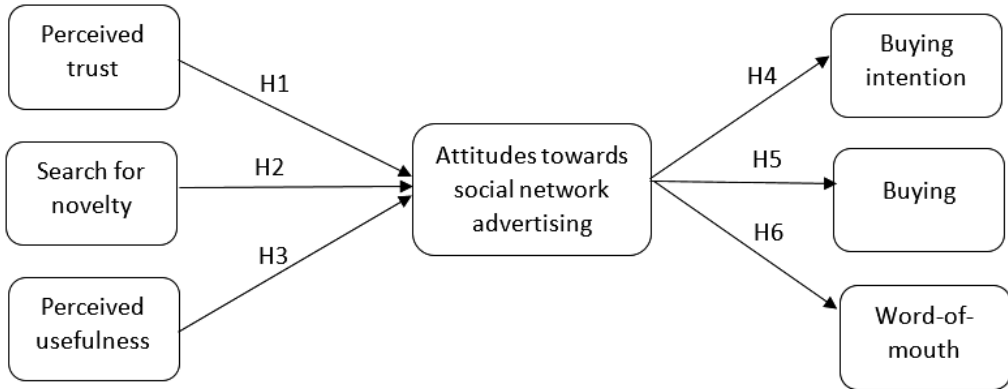 Perceived
trust
H1
Search for
novelty
H2
Perceived
usefulness
H3
Attitudes towards
social network
advertising
H4
Buying
intention
H5
Buying
H6
Word-of-
mouth